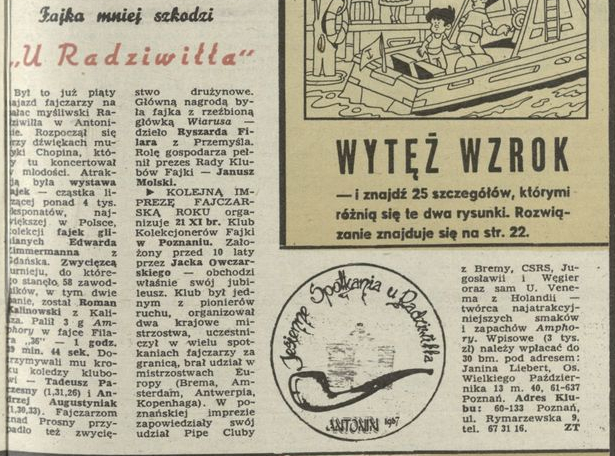 Fajka mniej szkodzi
„U Radziwiłła"
Był to już piąty
zajazd fajczarzy na
pałac myśliwski Ra-
dziwiłła w Antoni-
nie. Rozpoczął się
przy dźwiękach mu-
zyki Chopina, któ-
ry tu koncertował
w młodości. Atrak-
cją była wystawa
fajek — cząstka li-
czącej ponad 4 tys.
eksponatów, naj-
większej w Polsce,
kolekcji fajek gli-
nianych Edwarda
Zimmermanna z
Gdańska. Zwycięzcą
turnieju, do które-
go stanęło 58 zawod-
ników, w tym dwie
panie, został Roman
Kalinowski z Kali-
sza. Palił 3 g Am-
phory w fajce Fila-
ra „36" — 1 godz.
min. 44 sek. Do-
trzymywali mu kro-
ku koledzy klubo-
wi — Tadeusz Pa-
czesny (1,31,26) i An-
drzej Augustyniak
(1,30,33). Fajczarzom
znad Prosny przy-
padło też zwycię-
stwo drużynowe.
Główną nagrodą by-
ła fajka z rzeźbioną
główką Wiarusa —
dzieło Ryszarda Fi-
lara z Przemyśla.
Rolę gospodarza peł-
nił prezes Rady Klu-
bów Fajki — Janusz
Molski.
► KOLEJNĄ IM-
PREZĘ FAJCZAR-
SKĄ ROKU orga-
nizuje 21 XI br. Klub
Kolekcjonerów Fajki
w Poznaniu. Zało-
żony przed 10 laty
przez Jacka Owczar-
skiego — obchodzi
właśnie swój jubi-
leusz. Klub był jed-
nym z pionierów
ruchu, organizował
dwa krajowe mi-
strzostwa, uczestni-
czył w wielu spot-
kaniach fajczarzy za
granicą, brał udział w
mistrzostwach Euro-
py (Brema, Am-
sterdam, Antwerpia,
Kopenhaga). W po-
znańskiej imprezie
zapowiedziały swój
udział Pipe Cluby
z Bremy, CSRS, Ju-
gosławii i Węgier
oraz sam U. Vene-
ma z Holandii —
twórca najatrakcyj-
niejszych smaków
i zapachów Ampho-
ry. Wpisowe (3 tys.
zł) należy wpłacać do
30 bm. pod adresem:
Janina Liebert, Os.
Wielkiego Paździer-
nika 13 m. 40, 61-637
Poznań. Adres Klu-
bu: 60-133 Poznań,
ul. Rymarzewska 9,
tel. 67 31 16. ZT
WYTĘŻ WZROK
— i znajdź 25 szczegółów, którymi
różnią się te dwa rysunki. Rozwią-
zanie znajduje się na str. 22.
Jesienne Spotkania u Radziwiłła
ANTONIN 1987